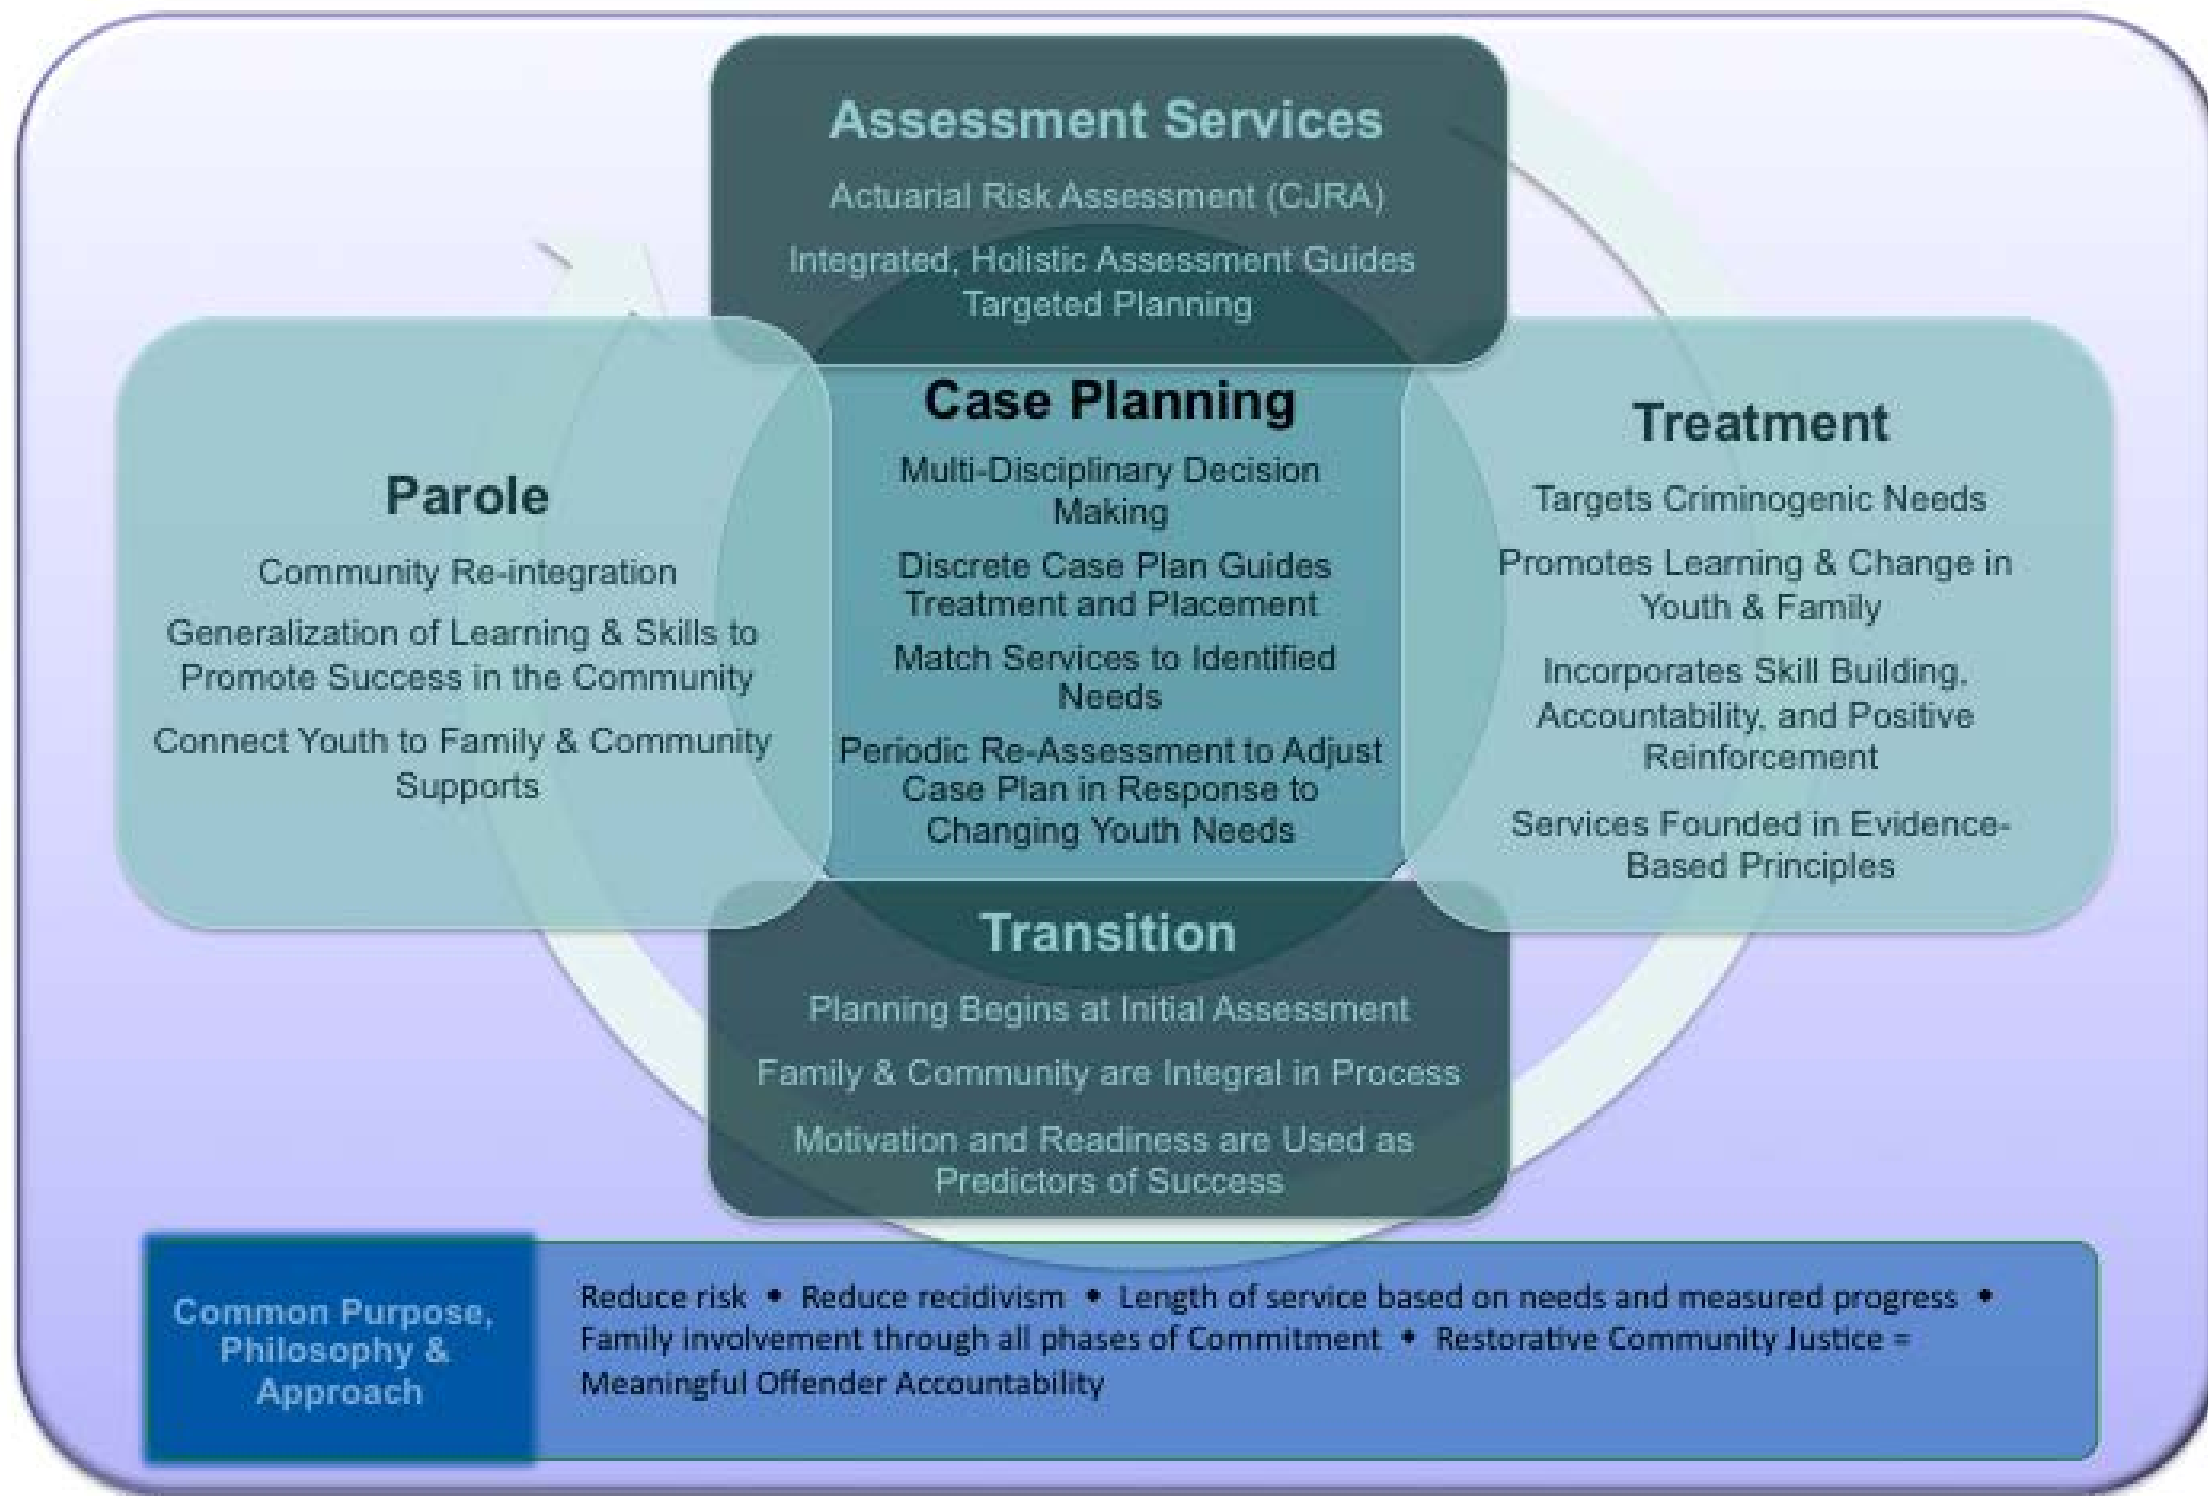 Assessment Services
Actuarial Risk Assessment (CJRA)
Integrated, Holistic Assessment Guides
Targeted Planning
Parole
Community Re-integration
Generalization of Learning & Skills to
Promote Success in the Community
Connect Youth to Family & Community
Supports
Case Planning
Multi-Disciplinary Decision
Making
Discrete Case Plan Guides
Treatment and Placement
Match Services to Identified
Needs
Periodic Re-Assessment to Adjust
Case Plan in Response to
Changing Youth Needs
Treatment
Targets Criminogenic Needs
Promotes Learning & Change in
Youth & Family
Incorporates Skill Building,
Accountability, and Positive
Reinforcement
Services Founded in Evidence-
Based Principles
Transition
Planning Begins at Initial Assessment
Family & Community are Integral in Process
Motivation and Readiness are Used as
Predictors of Success
Common Purpose,
Philosophy &
Approach
Reduce risk • Reduce recidivism • Length of service based on needs and measured progress •
Family involvement through all phases of Commitment • Restorative Community Justice =
Meaningful Offender Accountability